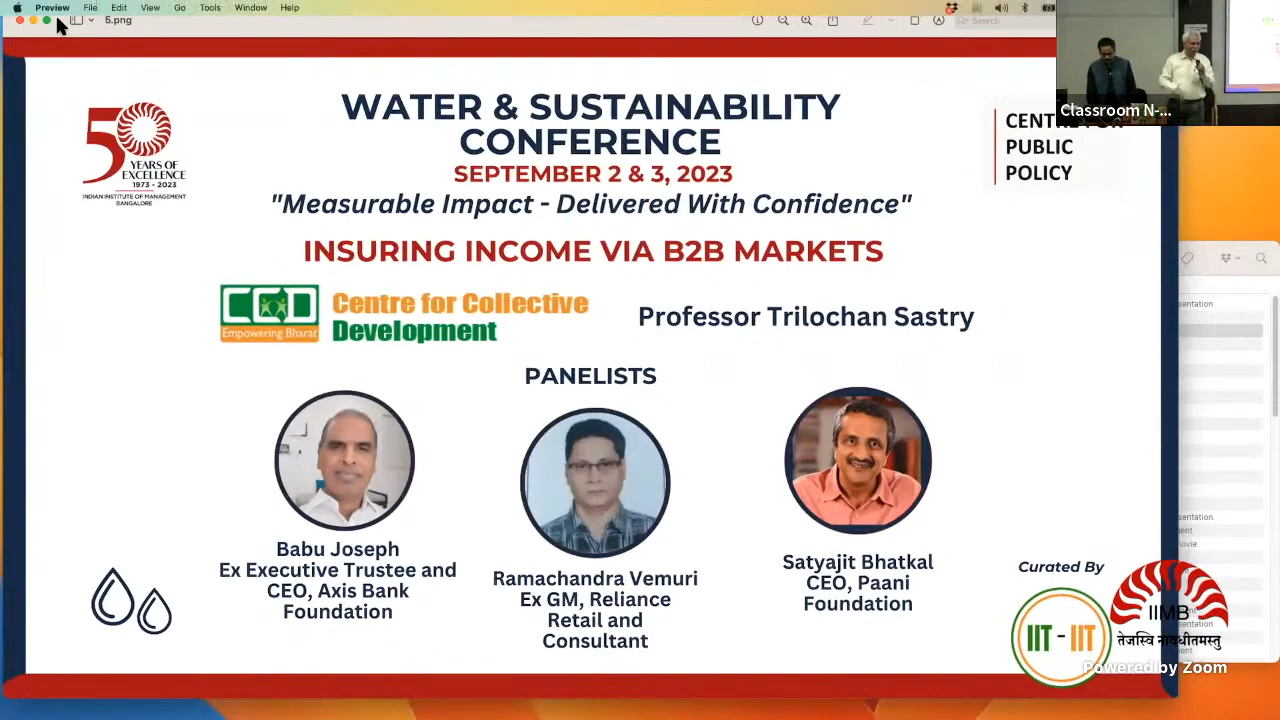 Preview File Edit View Go Tools Window Help
5.png
Search
Classroom N-...
50
YEARS OF
EXCELLENCE
1973 - 2023
INDIAN INSTITUTE OF MANAGEMENT
BANGALORE
WATER & SUSTAINABILITY
CONFERENCE
SEPTEMBER 2 & 3, 2023
"Measurable Impact - Delivered With Confidence"
PUBLIC
POLICY
INSURING INCOME VIA B2B MARKETS
CCD
Empowering Bharat
Centre for Collective
Development
Professor Trilochan Sastry
PANELISTS
Babu Joseph
Ex Executive Trustee and
CEO, Axis Bank
Foundation
Ramachandra Vemuri
Ex GM, Reliance
Retail and
Consultant
Satyajit Bhatkal
CEO, Paani
Foundation
Curated By
IIT - IIT
IIMB
तेजस्वि नावधीतमस्तु
Powered by Zoom